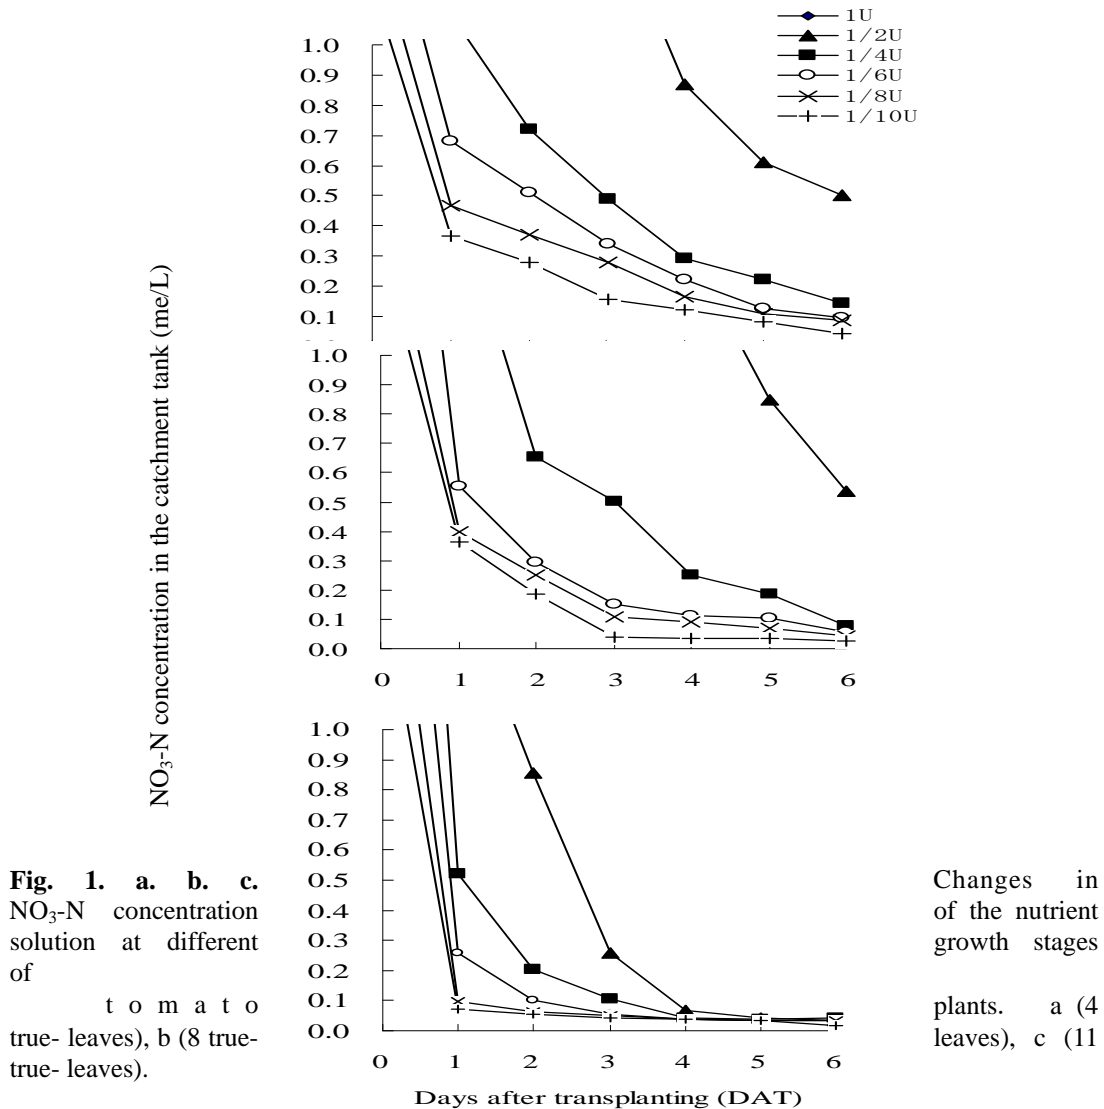 1U
1/2U
1/4U
1/6U
1/8U
1/10U
1.0
0.9
0.8
0.7
0.6
0.5
0.4
0.3
0.2
0.1
NO₃-N concentration in the catchment tank (me/L)
1.0
0.9
0.8
0.7
0.6
0.5
0.4
0.3
0.2
0.1
0.0
0 1 2 3 4 5 6
1.0
0.9
0.8
0.7
0.6
0.5
0.4
0.3
0.2
0.1
0.0
0 1 2 3 4 5 6
Days after transplanting (DAT)
Fig. 1. a. b. c. Changes in
NO₃-N concentration of the nutrient
solution at different growth stages
of
t o m a t o plants. a (4
true- leaves), b (8 true- leaves), c (11
true- leaves).